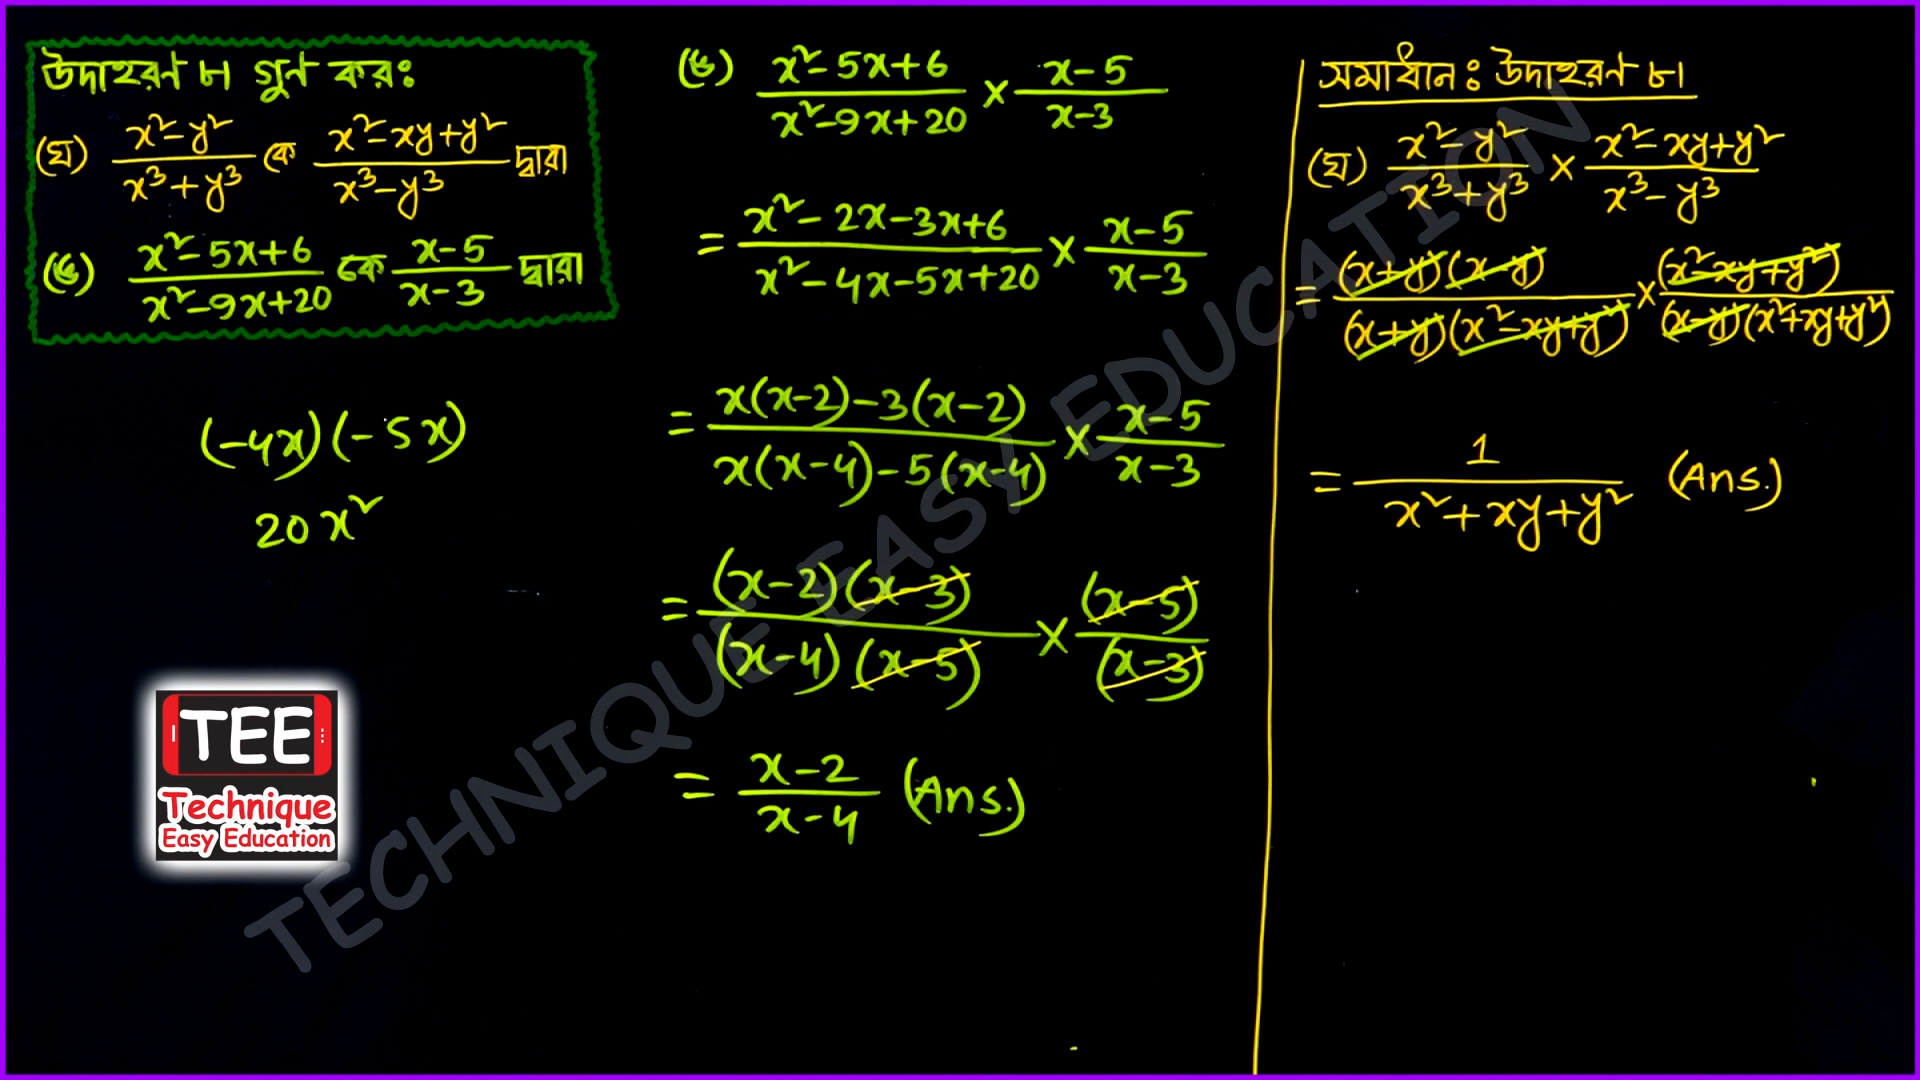 উদাহরণ ৮। গুণ করঃ
(ঘ) x²-y² / x³+y³ কে x²-xy+y² / x³-y³ দ্বারা
(ঙ) x²-5x+6 / x²-9x+20 কে x-5 / x-3 দ্বারা
(-4x)(-5x)
20x²
TEE
Technique
Easy Education
(ঙ) x²-5x+6 / x²-9x+20 × x-5 / x-3
= x²-2x-3x+6 / x²-4x-5x+20 × x-5 / x-3
= x(x-2)-3(x-2) / x(x-4)-5(x-4) × x-5 / x-3
= (x-2)(x-3) / (x-4)(x-5) × (x-5) / (x-3)
= x-2 / x-4 (Ans.)
সমাধানঃ উদাহরণ ৮।
(ঘ) x²-y² / x³+y³ × x²-xy+y² / x³-y³
= (x+y)(x-y) / (x+y)(x²-xy+y²) × (x²-xy+y²) / (x-y)(x²+xy+y²)
= 1 / x²+xy+y² (Ans.)
TECHNIQUE EASY EDUCATION